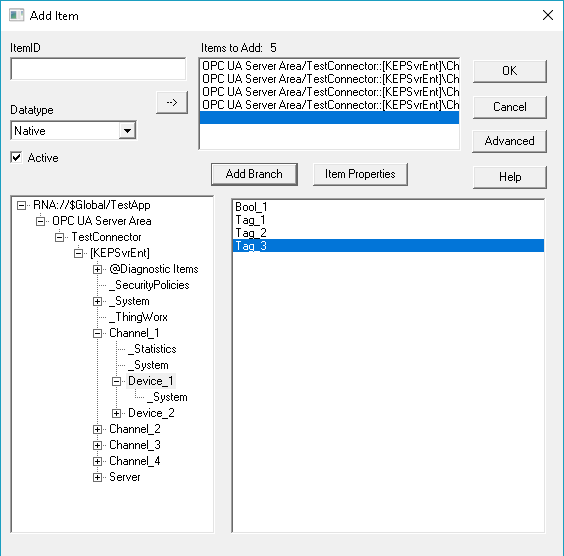 Add Item
ItemID
Items to Add: 5
OPC UA Server Area/TestConnector::[KEPSvrEnt]\Ch
OPC UA Server Area/TestConnector::[KEPSvrEnt]\Ch
OPC UA Server Area/TestConnector::[KEPSvrEnt]\Ch
OPC UA Server Area/TestConnector::[KEPSvrEnt]\Ch
OK
-->
Cancel
Datatype
Native
Advanced
Active
Add Branch
Item Properties
Help
RNA://$Global/TestApp
OPC UA Server Area
TestConnector
[KEPSvrEnt]
@Diagnostic Items
_SecurityPolicies
_System
_ThingWorx
Channel_1
_Statistics
_System
Device_1
_System
Device_2
Channel_2
Channel_3
Channel_4
Server
Bool_1
Tag_1
Tag_2
Tag_3